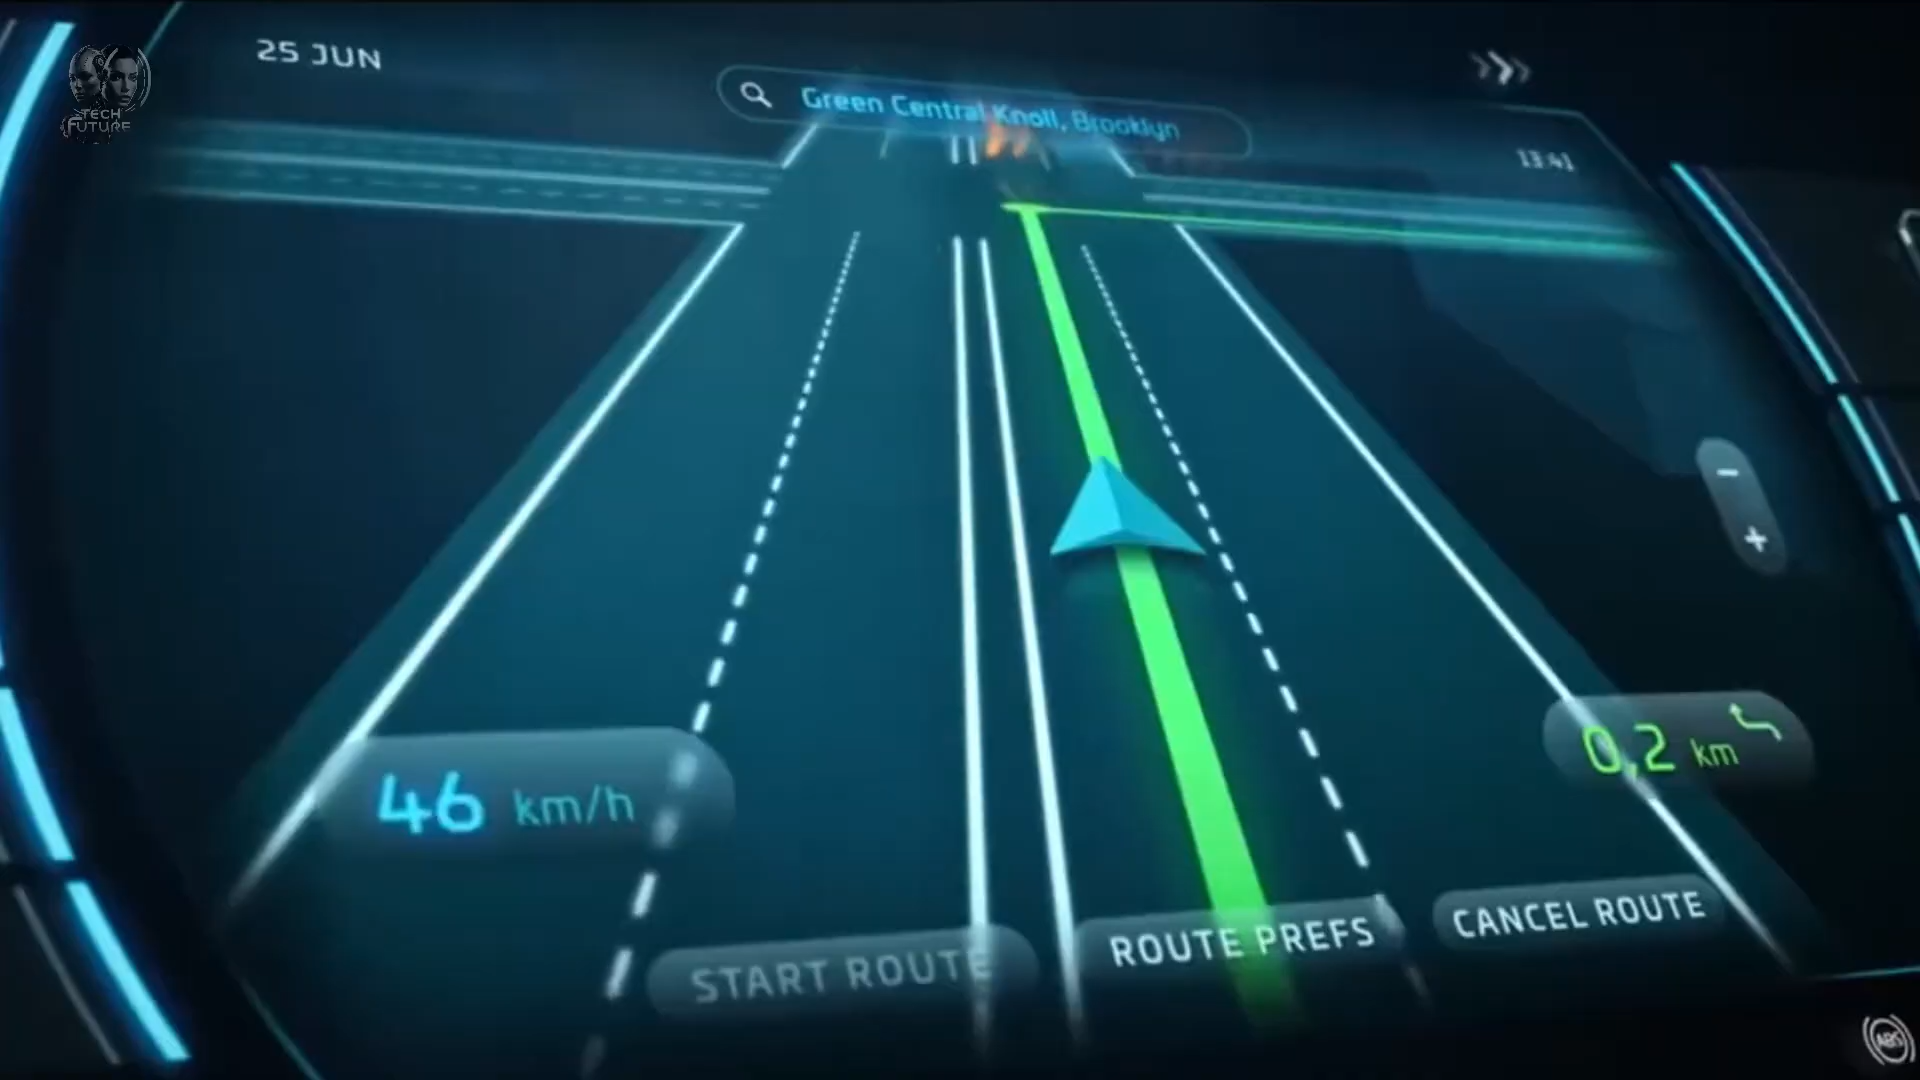 TECH
FUTURE
25 JUN
Green Central Knoll, Brooklyn
13:41
46 km/h
0,2 km
START ROUTE
ROUTE PREFS
CANCEL ROUTE
ABS